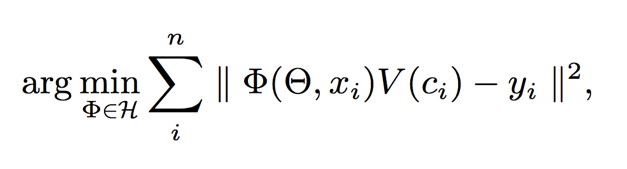 arg min_{Φ∈ℋ} ∑_{i}^{n} ‖ Φ(Θ, x_i)V(c_i) − y_i ‖²,